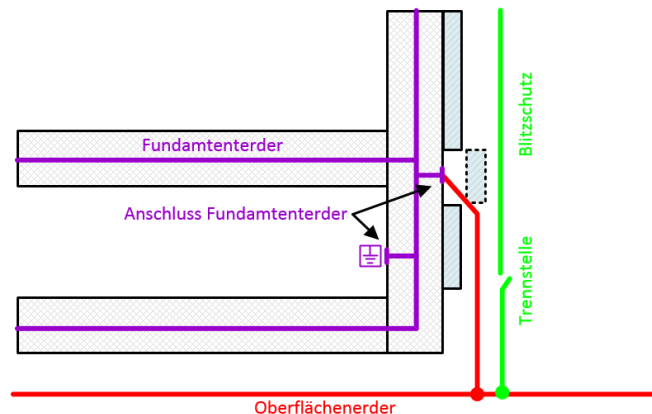 Fundamtenterder
Blitzschutz
Anschluss Fundamtenterder
Trennstelle
Oberflächenerder